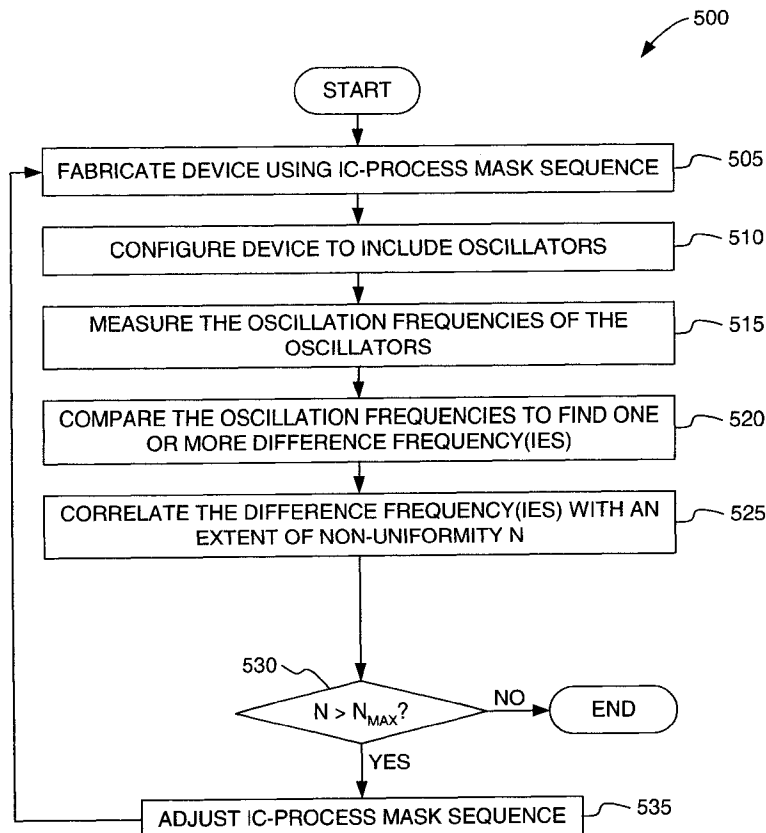 500
START
FABRICATE DEVICE USING IC-PROCESS MASK SEQUENCE
505
CONFIGURE DEVICE TO INCLUDE OSCILLATORS
510
MEASURE THE OSCILLATION FREQUENCIES OF THE
OSCILLATORS
515
COMPARE THE OSCILLATION FREQUENCIES TO FIND ONE
OR MORE DIFFERENCE FREQUENCY(IES)
520
CORRELATE THE DIFFERENCE FREQUENCY(IES) WITH AN
EXTENT OF NON-UNIFORMITY N
525
530
N > NMAX?
NO
END
YES
ADJUST IC-PROCESS MASK SEQUENCE
535